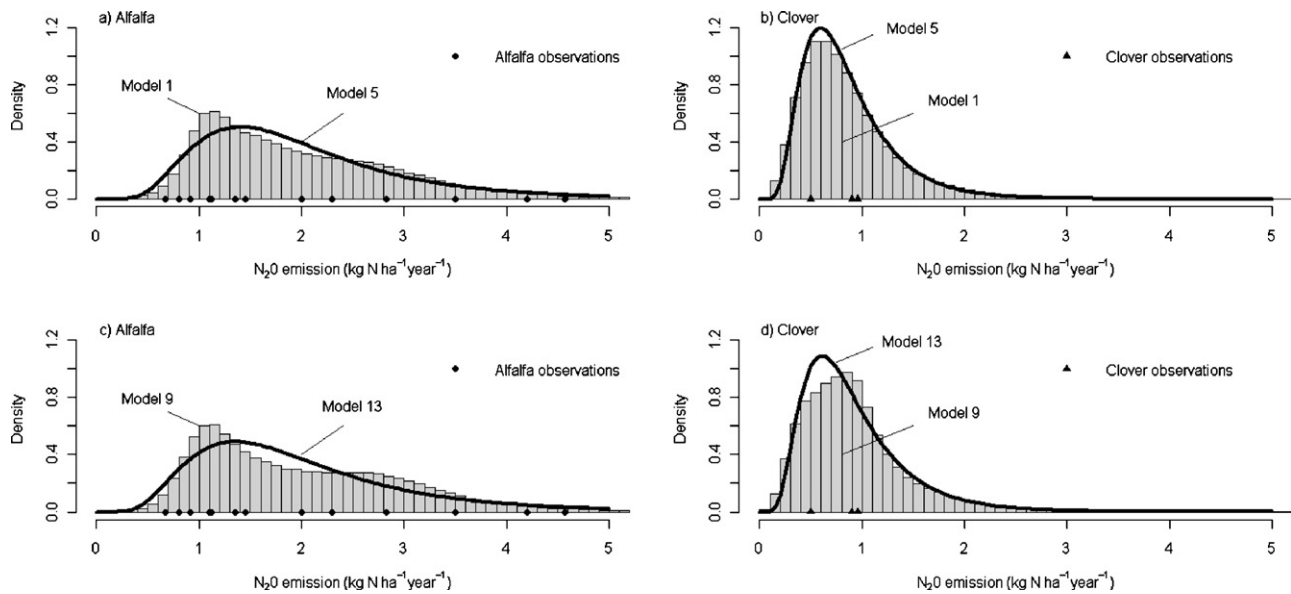 a) Alfalfa
Density
0.0 0.4 0.8 1.2
Model 1
Model 5
Alfalfa observations
0 1 2 3 4 5
N₂0 emission (kg N ha⁻¹year⁻¹)
b) Clover
Density
0.0 0.4 0.8 1.2
Model 5
Model 1
Clover observations
0 1 2 3 4 5
N₂0 emission (kg N ha⁻¹year⁻¹)
c) Alfalfa
Density
0.0 0.4 0.8 1.2
Model 9
Model 13
Alfalfa observations
0 1 2 3 4 5
N₂0 emission (kg N ha⁻¹year⁻¹)
d) Clover
Density
0.0 0.4 0.8 1.2
Model 13
Model 9
Clover observations
0 1 2 3 4 5
N₂0 emission (kg N ha⁻¹year⁻¹)